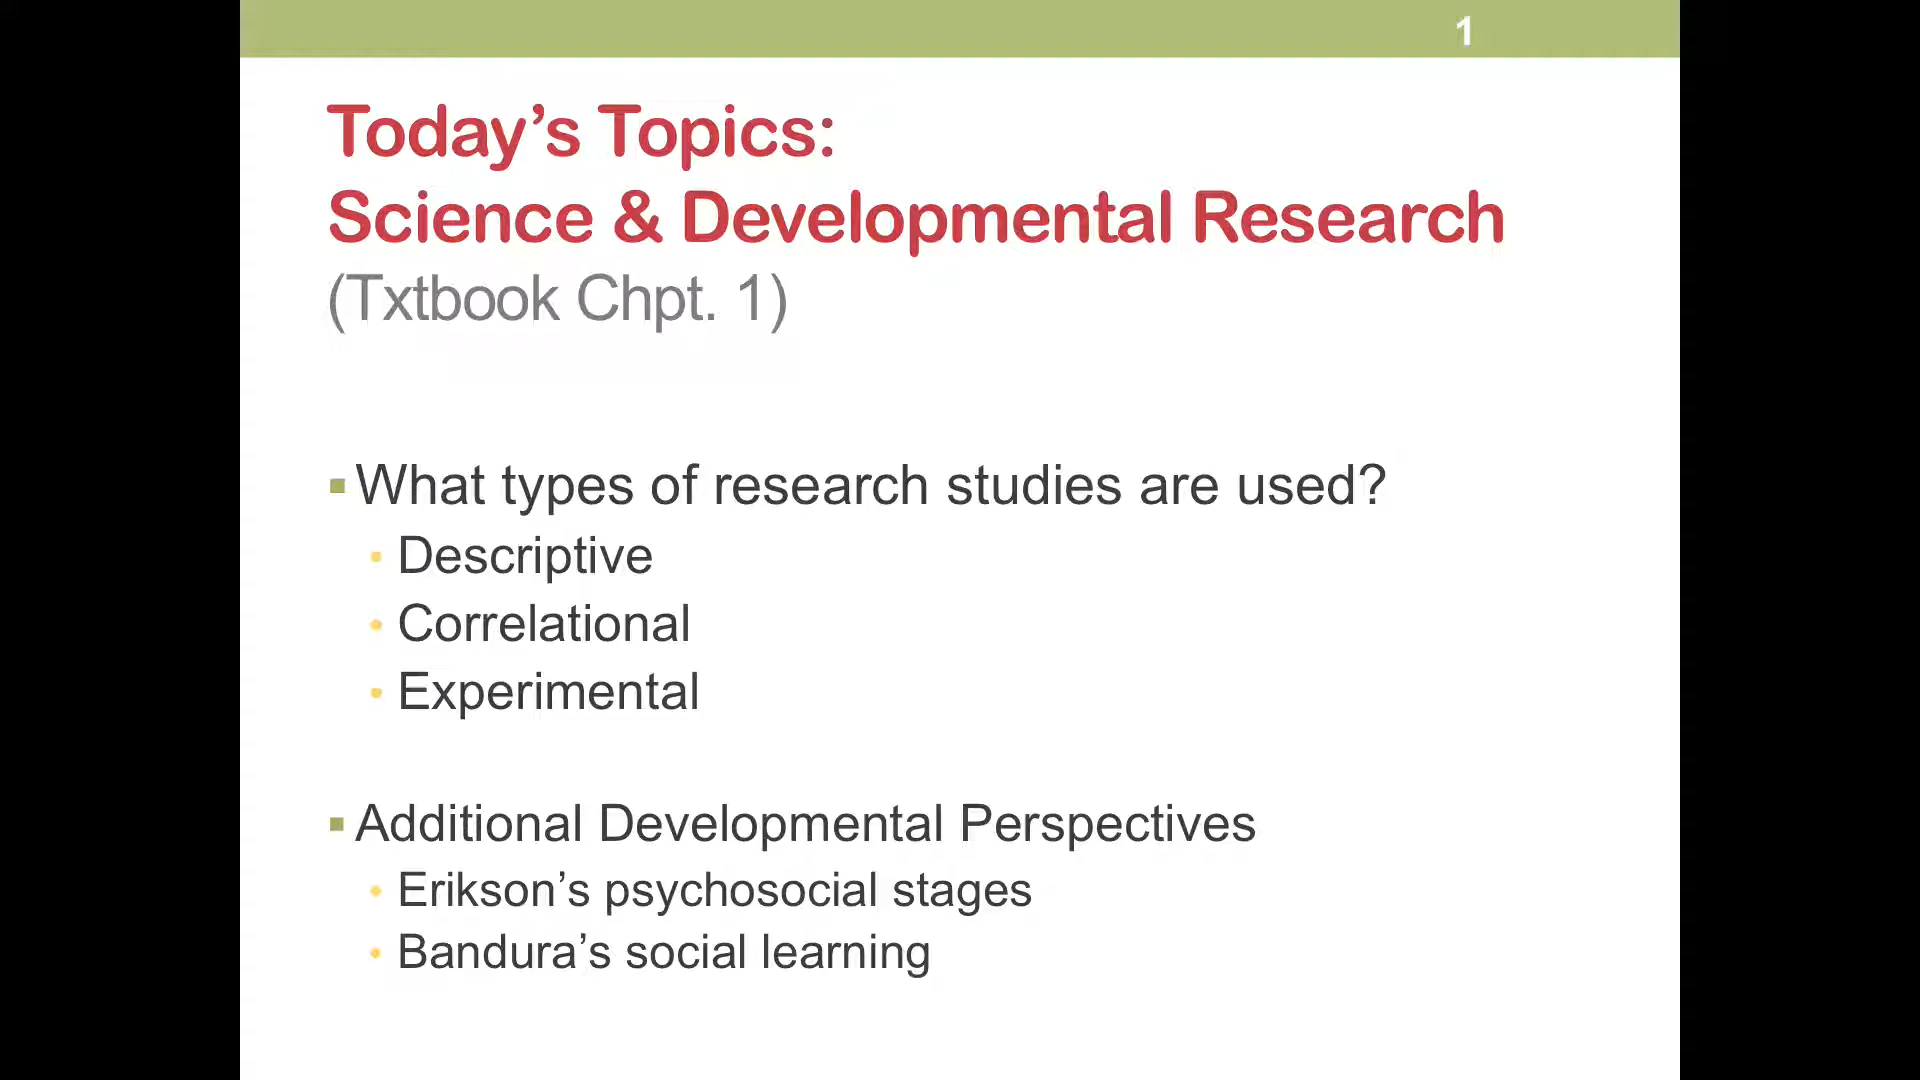 1
Today’s Topics:
Science & Developmental Research
(Txtbook Chpt. 1)
▪ What types of research studies are used?
• Descriptive
• Correlational
• Experimental
▪ Additional Developmental Perspectives
• Erikson’s psychosocial stages
• Bandura’s social learning